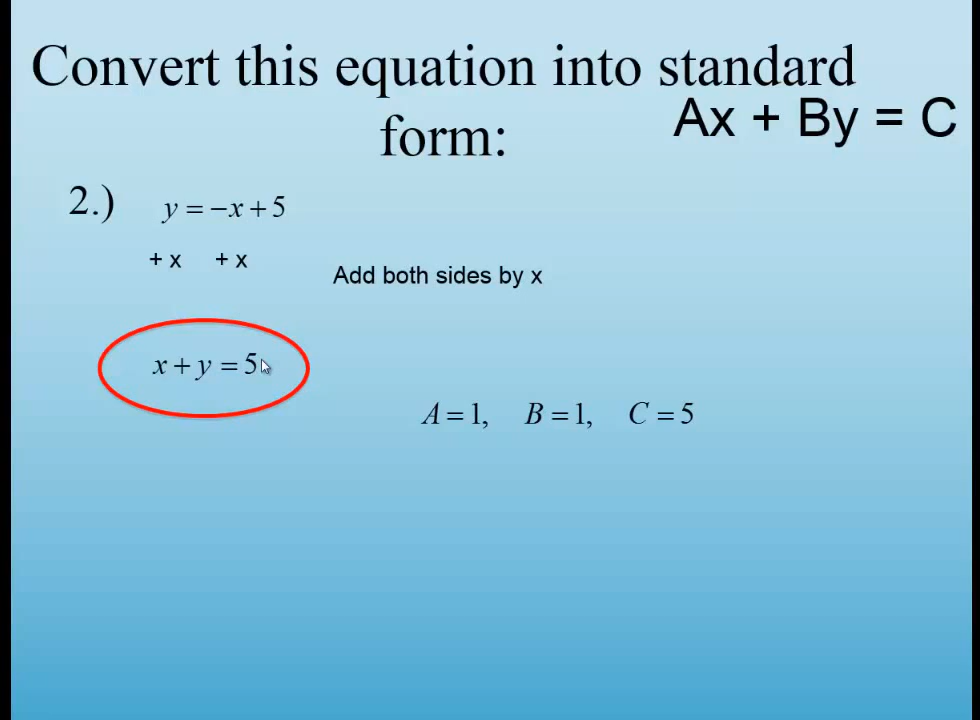 Convert this equation into standard
form:
Ax + By = C
2.) y = −x + 5
+ x + x
Add both sides by x
x + y = 5
A = 1, B = 1, C = 5